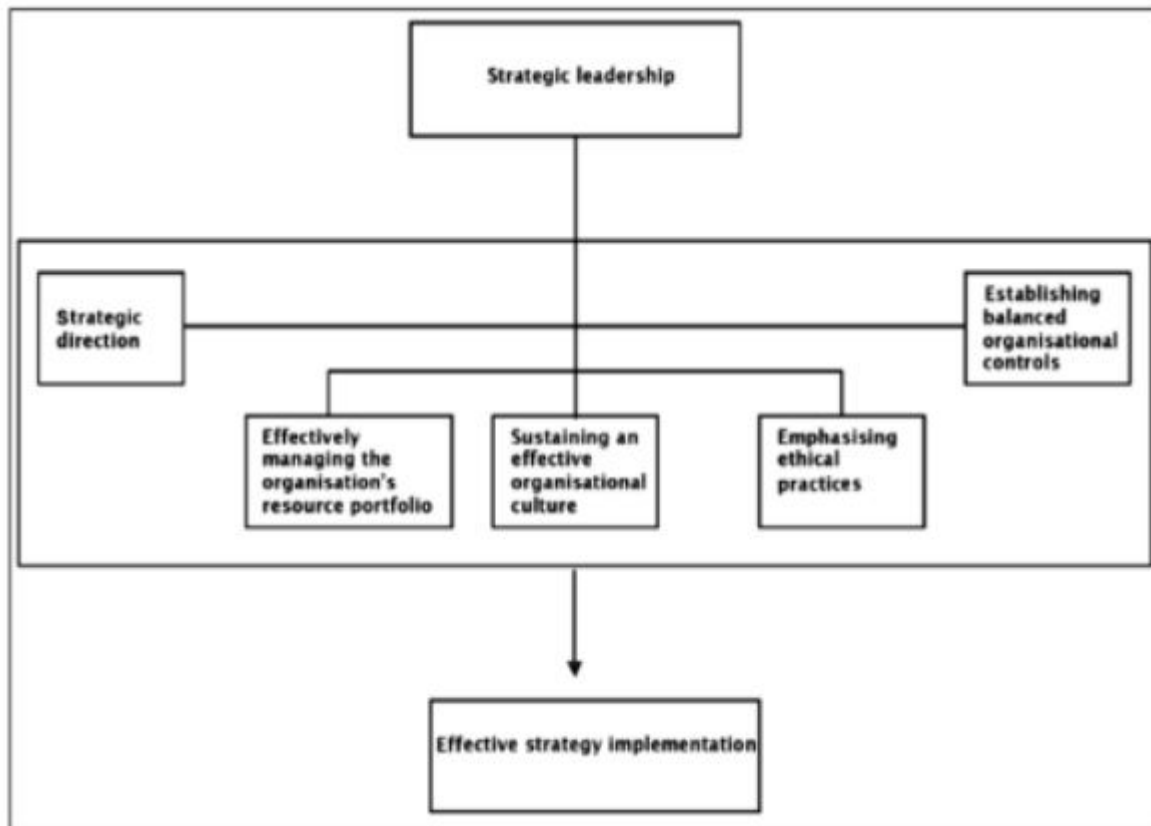 Strategic leadership
Strategic
direction
Establishing
balanced
organisational
controls
Effectively
managing the
organisation's
resource portfolio
Sustaining an
effective
organisational
culture
Emphasising
ethical
practices
Effective strategy implementation